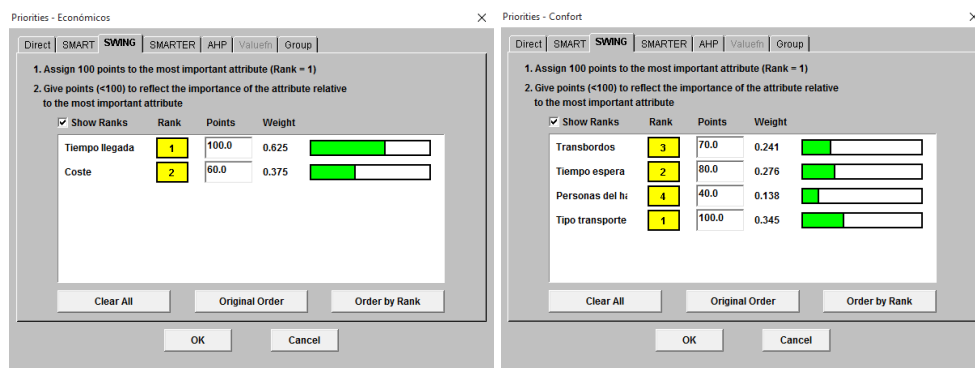 Priorities - Económicos
Direct SMART SWING SMARTER AHP Valuefn Group
1. Assign 100 points to the most important attribute (Rank = 1)
2. Give points (<100) to reflect the importance of the attribute relative
to the most important attribute
Show Ranks Rank Points Weight
Tiempo llegada 1 100.0 0.625
Coste 2 60.0 0.375
Clear All Original Order Order by Rank
OK Cancel
Priorities - Confort
Direct SMART SWING SMARTER AHP Valuefn Group
1. Assign 100 points to the most important attribute (Rank = 1)
2. Give points (<100) to reflect the importance of the attribute relative
to the most important attribute
Show Ranks Rank Points Weight
Transbordos 3 70.0 0.241
Tiempo espera 2 80.0 0.276
Personas del 4 40.0 0.138
Tipo transporte 1 100.0 0.345
Clear All Original Order Order by Rank
OK Cancel